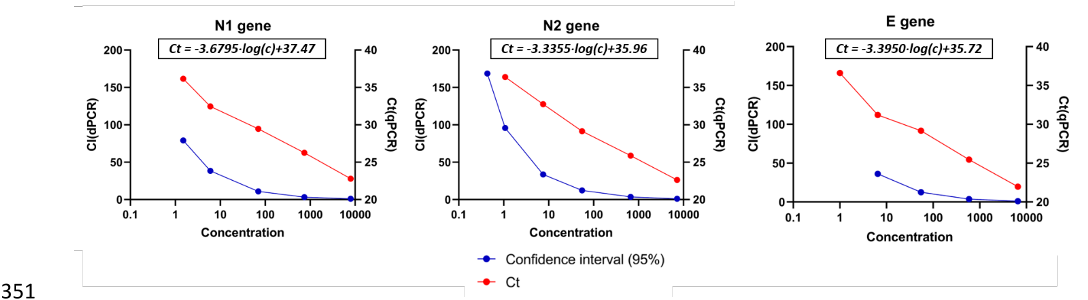 N1 gene
Ct = -3.6795·log(c)+37.47
200
150
100
50
0
CI(dPCR)
40
35
30
25
20
Ct(qPCR)
0.1 1 10 100 1000 10000
Concentration
N2 gene
Ct = -3.3355·log(c)+35.96
200
150
100
50
0
CI(dPCR)
40
35
30
25
20
Ct(qPCR)
0.1 1 10 100 1000 10000
Concentration
E gene
Ct = -3.3950·log(c)+35.72
200
150
100
50
0
CI(dPCR)
40
35
30
25
20
Ct(qPCR)
0.1 1 10 100 1000 10000
Concentration
Confidence interval (95%)
Ct
351